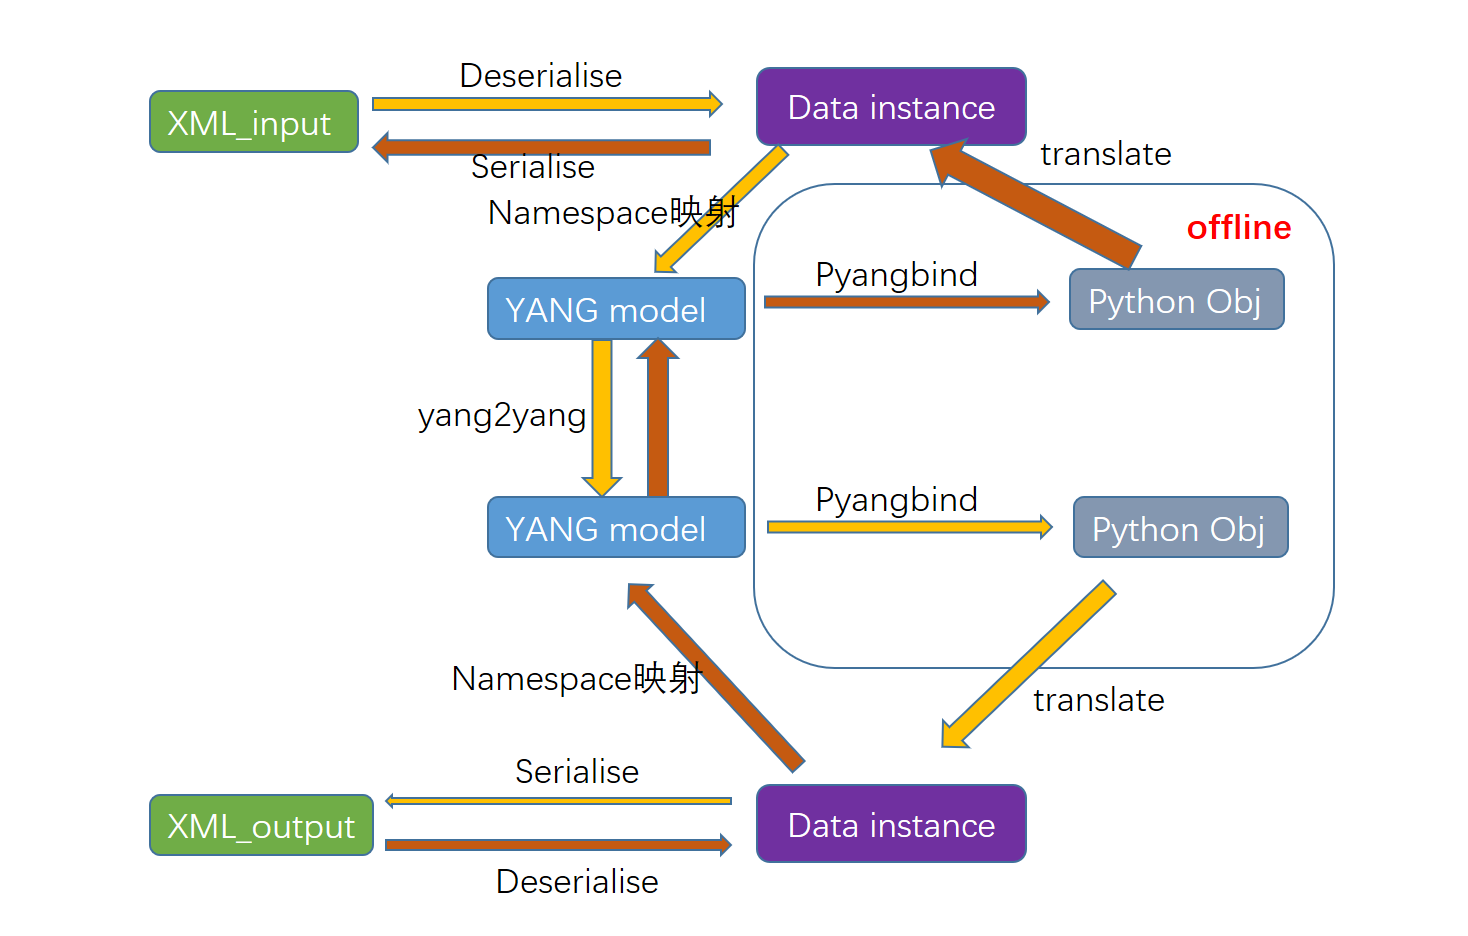 Deserialise
XML_input
Data instance
Serialise
translate
Namespace映射
offline
Pyangbind
YANG model
Python Obj
yang2yang
Pyangbind
YANG model
Python Obj
Namespace映射
translate
Serialise
XML_output
Data instance
Deserialise